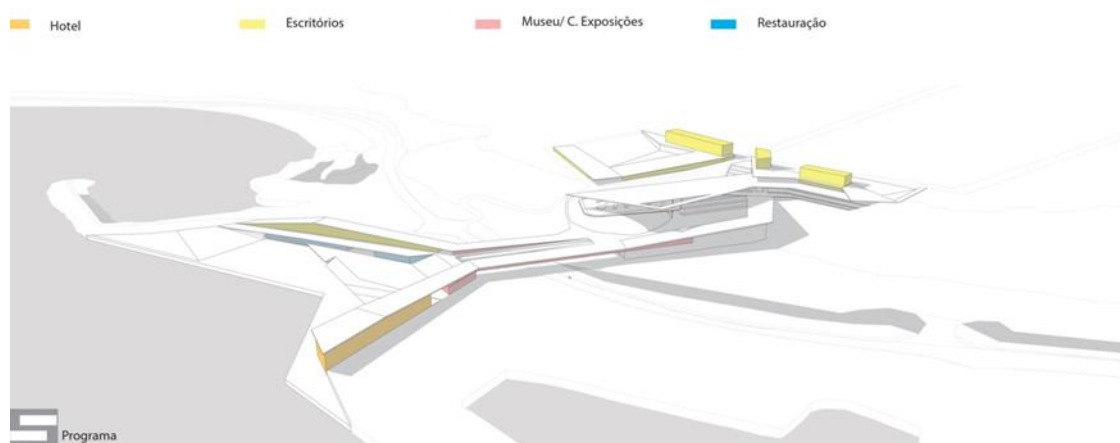 Hotel
Escritórios
Museu/ C. Exposições
Restauração
Programa